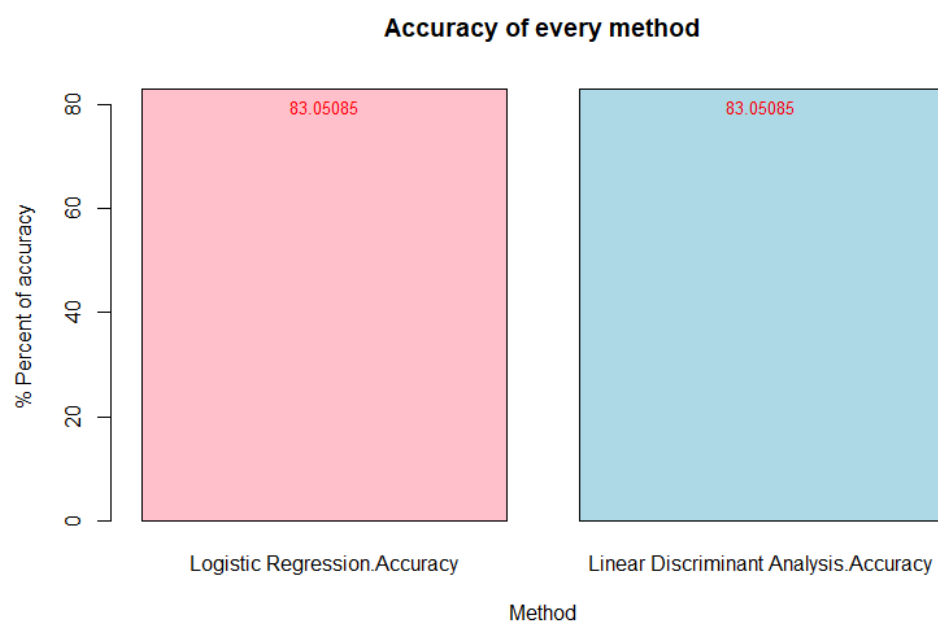 Accuracy of every method
% Percent of accuracy
80
60
40
20
0
83.05085
83.05085
Logistic Regression.Accuracy
Linear Discriminant Analysis.Accuracy
Method